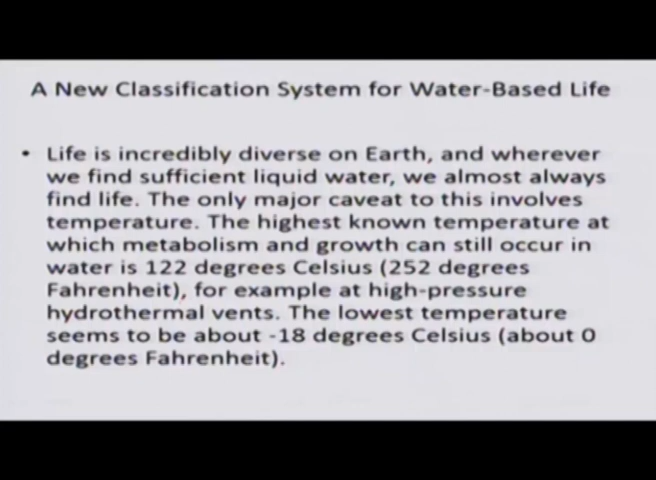 A New Classification System for Water-Based Life
• Life is incredibly diverse on Earth, and wherever
we find sufficient liquid water, we almost always
find life. The only major caveat to this involves
temperature. The highest known temperature at
which metabolism and growth can still occur in
water is 122 degrees Celsius (252 degrees
Fahrenheit), for example at high-pressure
hydrothermal vents. The lowest temperature
seems to be about -18 degrees Celsius (about 0
degrees Fahrenheit).